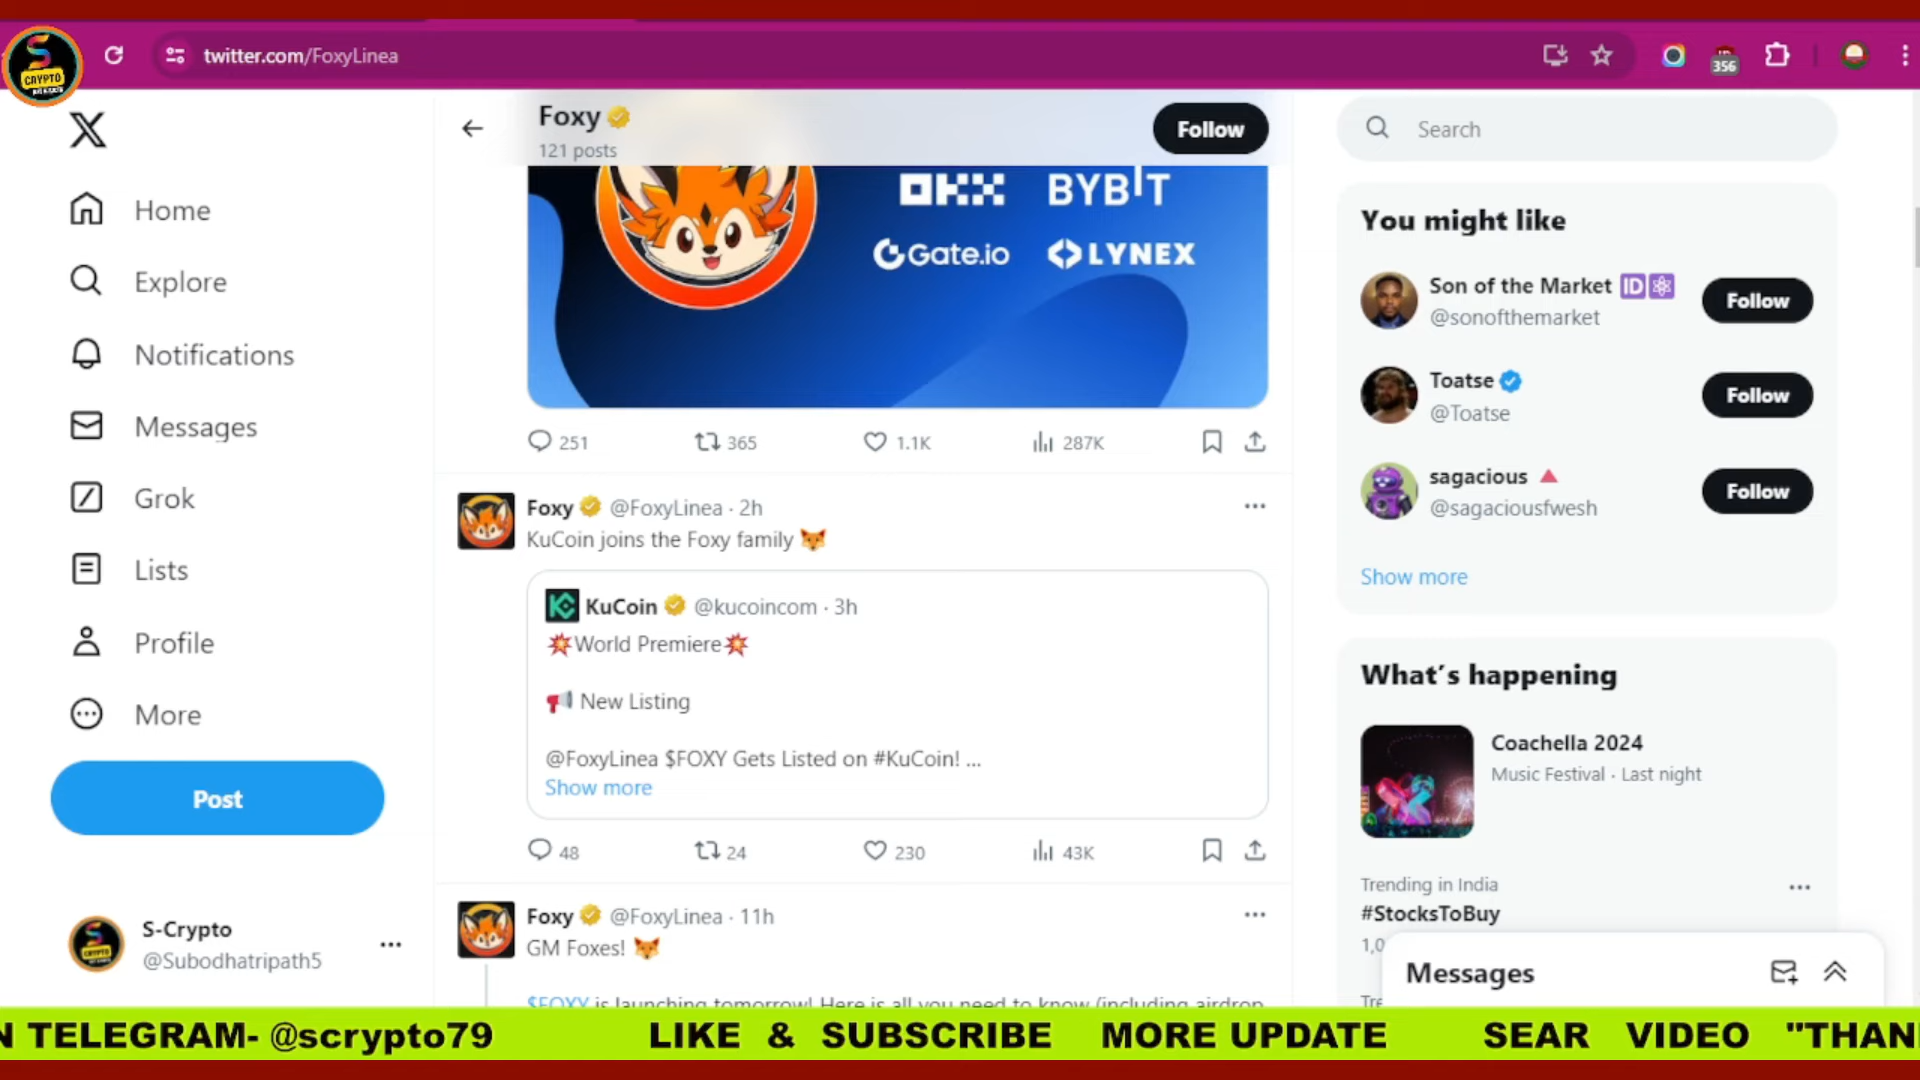 S
CRYPTO
twitter.com/FoxyLinea
356
X
Home
Explore
Notifications
Messages
Grok
Lists
Profile
More
Post
S-Crypto
@Subodhatripath5
Foxy
121 posts
Follow
OKX
BYBIT
Gate.io
LYNEX
251
365
1.1K
287K
Foxy @FoxyLinea · 2h
KuCoin joins the Foxy family
KuCoin @kucoincom · 3h
World Premiere
New Listing
@FoxyLinea $FOXY Gets Listed on #KuCoin! ...
Show more
48
24
230
43K
Foxy @FoxyLinea · 11h
GM Foxes!
$FOXY is launching tomorrow! Here is all you need to know (including airdrop
Search
You might like
Son of the Market ID
@sonofthemarket
Follow
Toatse
@Toatse
Follow
sagacious
@sagaciousfwesh
Follow
Show more
What's happening
Coachella 2024
Music Festival · Last night
Trending in India
#StocksToBuy
1,0
Tre
Messages
N TELEGRAM- @scrypto79 LIKE & SUBSCRIBE MORE UPDATE SEAR VIDEO "THAN